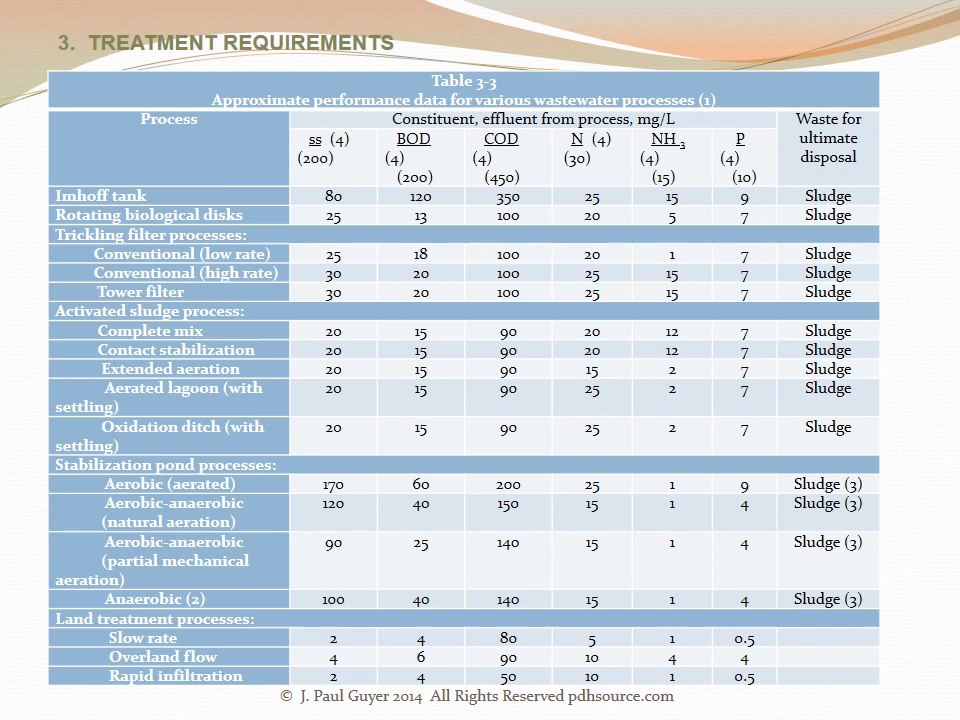 3. TREATMENT REQUIREMENTS
Table 3-3
Approximate performance data for various wastewater processes (1)
Process
Constituent, effluent from process, mg/L
Waste for
ultimate
disposal
ss (4)
(200)
BOD
(4)
(200)
COD
(4)
(450)
N (4)
(30)
NH 3
(4)
(15)
P
(4)
(10)
Imhoff tank 80 120 350 25 15 9 Sludge
Rotating biological disks 25 13 100 20 5 7 Sludge
Trickling filter processes:
Conventional (low rate) 25 18 100 20 1 7 Sludge
Conventional (high rate) 30 20 100 25 15 7 Sludge
Tower filter 30 20 100 25 15 7 Sludge
Activated sludge process:
Complete mix 20 15 90 20 12 7 Sludge
Contact stabilization 20 15 90 20 12 7 Sludge
Extended aeration 20 15 90 15 2 7 Sludge
Aerated lagoon (with 20 15 90 25 2 7 Sludge
settling)
Oxidation ditch (with 20 15 90 25 2 7 Sludge
settling)
Stabilization pond processes:
Aerobic (aerated) 170 60 200 25 1 9 Sludge (3)
Aerobic-anaerobic 120 40 150 15 1 4 Sludge (3)
(natural aeration)
Aerobic-anaerobic 90 25 140 15 1 4 Sludge (3)
(partial mechanical
aeration)
Anaerobic (2) 100 40 140 15 1 4 Sludge (3)
Land treatment processes:
Slow rate 2 4 80 5 1 0.5
Overland flow 4 6 90 10 4 4
Rapid infiltration 2 4 50 10 1 0.5
© J. Paul Guyer 2014 All Rights Reserved pdhsource.com